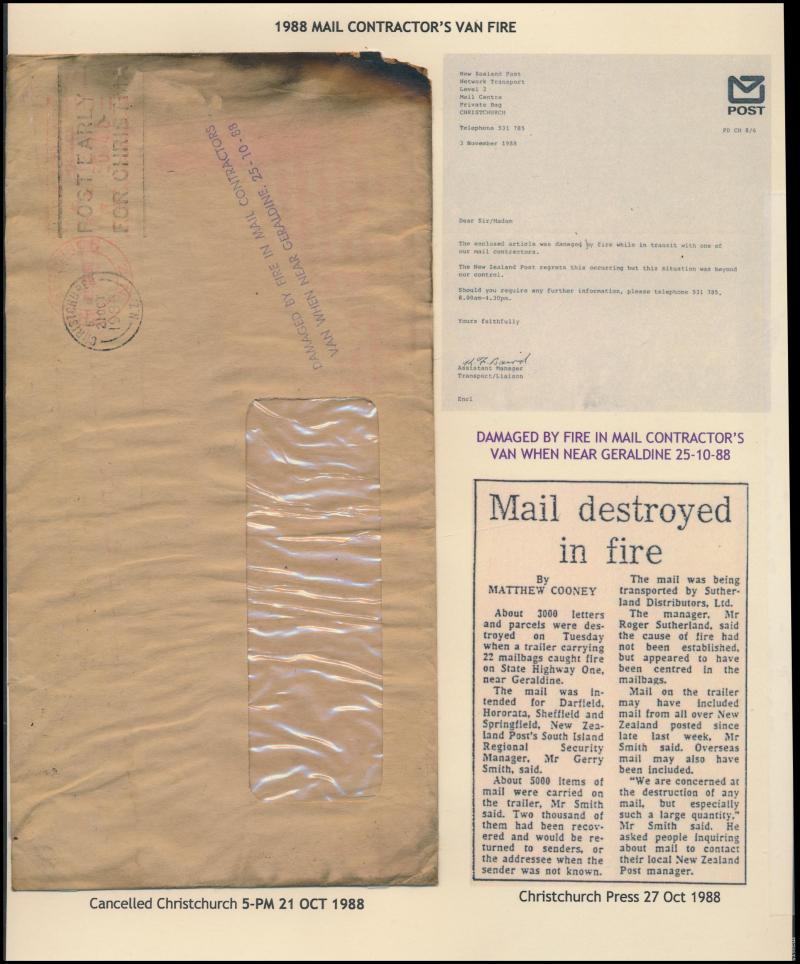 1988 MAIL CONTRACTOR'S VAN FIRE
POST EARLY
FOR CHRISTMAS
CHRISTCHURCH
5-PM
21 OCT
1988
N.Z.
DAMAGED BY FIRE IN MAIL CONTRACTORS
VAN WHEN NEAR GERALDINE, 25-10-88
New Zealand Post
Network Transport
Level 2
Mail Centre
Private Bag
CHRISTCHURCH
Telephone 531 785
3 November 1988
POST
PO CH 8/6
Dear Sir/Madam
The enclosed article was damaged by fire while in transit with one of
our mail contractors.
The New Zealand Post regrets this occurring but this situation was beyond
our control.
Should you require any further information, please telephone 531 785,
8.00am-4.30pm.
Yours faithfully
Assistant Manager
Transport/Liaison
Encl
DAMAGED BY FIRE IN MAIL CONTRACTOR'S
VAN WHEN NEAR GERALDINE 25-10-88
Mail destroyed
in fire
By
MATTHEW COONEY
About 3000 letters
and parcels were des-
troyed on Tuesday
when a trailer carrying
22 mailbags caught fire
on State Highway One,
near Geraldine.
The mail was in-
tended for Darfield,
Hororata, Sheffield and
Springfield, New Zea-
land Post's South Island
Regional Security
Manager, Mr Gerry
Smith, said.
About 5000 items of
mail were carried on
the trailer, Mr Smith
said. Two thousand of
them had been recov-
ered and would be re-
turned to senders, or
the addressee when the
sender was not known.
The mail was being
transported by Suther-
land Distributors, Ltd.
The manager, Mr
Roger Sutherland, said
the cause of fire had
not been established,
but appeared to have
been centred in the
mailbags.
Mail on the trailer
may have included
mail from all over New
Zealand posted since
late last week, Mr
Smith said. Overseas
mail may also have
been included.
"We are concerned at
the destruction of any
mail, but especially
such a large quantity,"
Mr Smith said. He
asked people inquiring
about mail to contact
their local New Zealand
Post manager.
Cancelled Christchurch 5-PM 21 OCT 1988
Christchurch Press 27 Oct 1988